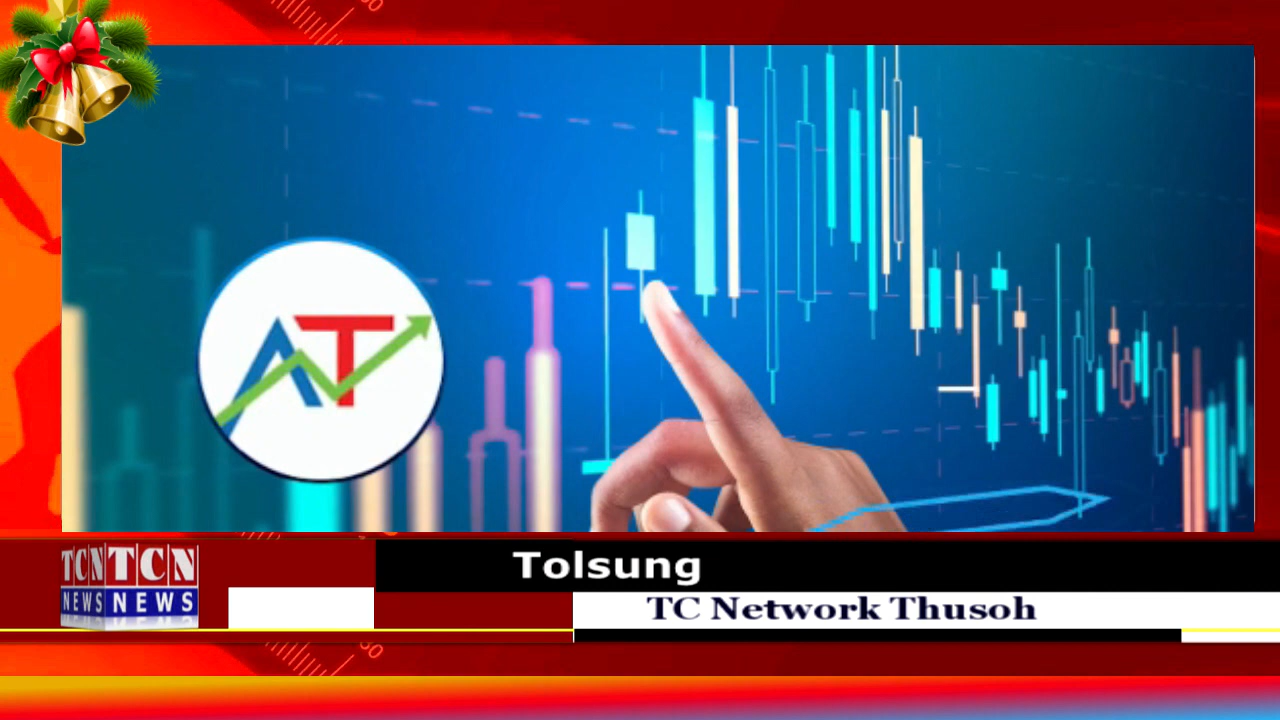 AT
TCN TCN
NEWS NEWS
Tolsung
TC Network Thusoh